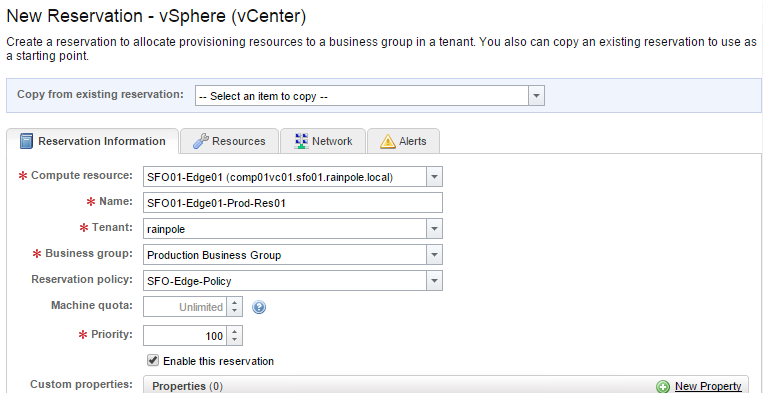 New Reservation - vSphere (vCenter)
Create a reservation to allocate provisioning resources to a business group in a tenant. You also can copy an existing reservation to use as
a starting point.
Copy from existing reservation: -- Select an item to copy --
Reservation Information Resources Network Alerts
* Compute resource: SFO01-Edge01 (comp01vc01.sfo01.rainpole.local)
* Name: SFO01-Edge01-Prod-Res01
* Tenant: rainpole
* Business group: Production Business Group
Reservation policy: SFO-Edge-Policy
Machine quota: Unlimited ?
* Priority: 100
Enable this reservation
Custom properties: Properties (0) New Property